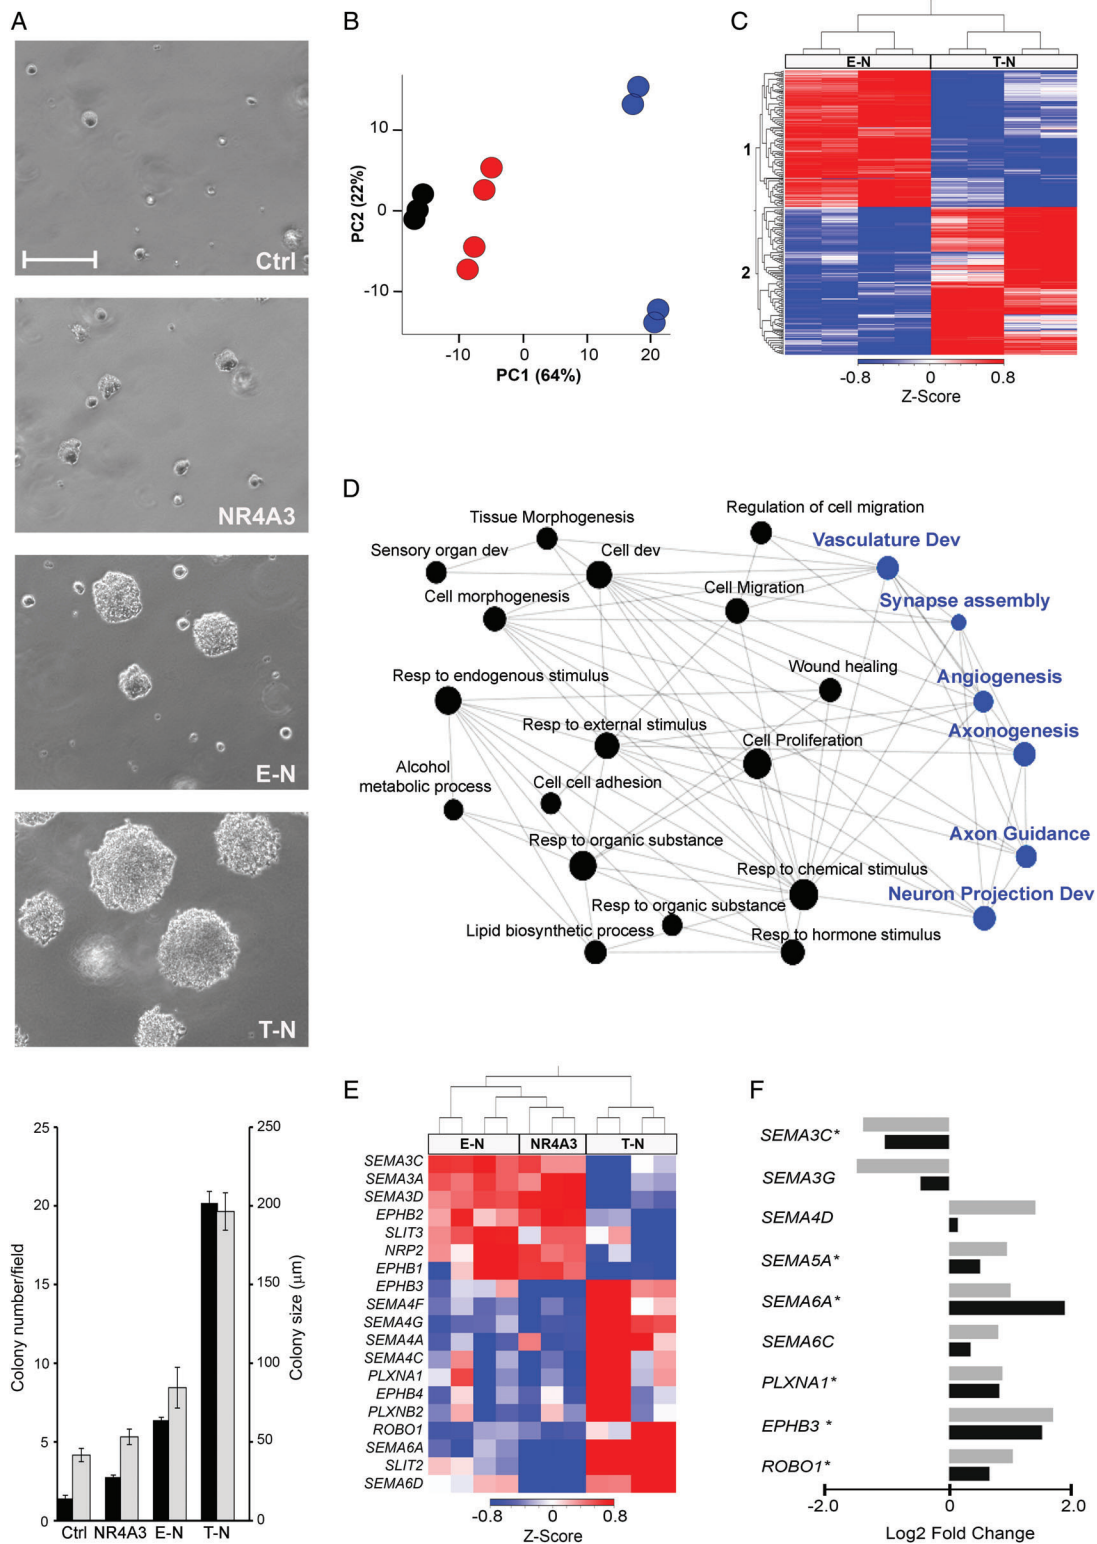 A
Ctrl
NR4A3
E-N
T-N
25
20
15
10
5
0
Colony number/field
250
200
150
100
50
0
Colony size (µm)
Ctrl NR4A3 E-N T-N
B
10
0
-10
PC2 (22%)
-10 0 10 20
PC1 (64%)
C
E-N T-N
1
2
-0.8 0 0.8
Z-Score
D
Regulation of cell migration
Tissue Morphogenesis
Vasculature Dev
Sensory organ dev
Cell dev
Cell Migration
Cell morphogenesis
Synapse assembly
Wound healing
Resp to endogenous stimulus
Angiogenesis
Resp to external stimulus
Axonogenesis
Cell Proliferation
Alcohol
metabolic process
Cell cell adhesion
Axon Guidance
Resp to organic substance
Resp to chemical stimulus
Neuron Projection Dev
Resp to organic substance
Lipid biosynthetic process
Resp to hormone stimulus
E
E-N NR4A3 T-N
SEMA3C
SEMA3A
SEMA3D
EPHB2
SLIT3
NRP2
EPHB1
EPHB3
SEMA4F
SEMA4G
SEMA4A
SEMA4C
PLXNA1
EPHB4
PLXNB2
ROBO1
SEMA6A
SLIT2
SEMA6D
-0.8 0 0.8
Z-Score
F
SEMA3C*
SEMA3G
SEMA4D
SEMA5A*
SEMA6A*
SEMA6C
PLXNA1*
EPHB3 *
ROBO1*
-2.0 0 2.0
Log2 Fold Change